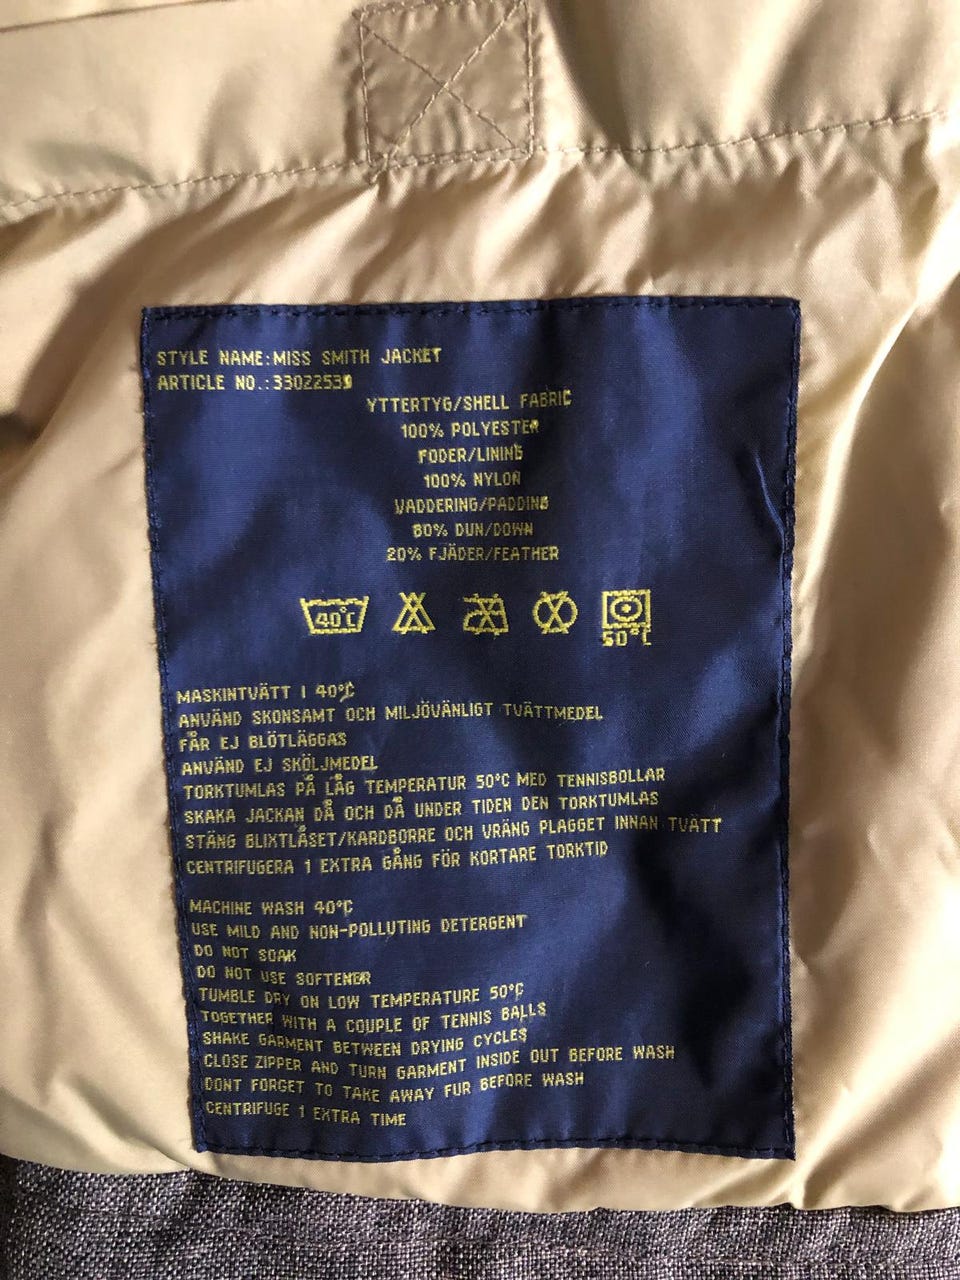 STYLE NAME:MISS SMITH JACKET
ARTICLE NO.:33022539
YTTERTYG/SHELL FABRIC
100% POLYESTER
FODER/LINING
100% NYLON
VADDERING/PADDING
80% DUN/DOWN
20% FJÄDER/FEATHER
40°C
50°C
MASKINTVÄTT I 40°C
ANVÄND SKONSAMT OCH MILJÖVÄNLIGT TVÄTTMEDEL
FÅR EJ BLÖTLÄGGAS
ANVÄND EJ SKÖLJMEDEL
TORKTUMLAS PÅ LÅG TEMPERATUR 50°C MED TENNISBOLLAR
SKAKA JACKAN DÅ OCH DÅ UNDER TIDEN DEN TORKTUMLAS
STÄNG BLIXTLÅSET/KARDBORRE OCH VRÄNG PLAGGET INNAN TVÄTT
CENTRIFUGERA 1 EXTRA GÅNG FÖR KORTARE TORKTID
MACHINE WASH 40°C
USE MILD AND NON-POLLUTING DETERGENT
DO NOT SOAK
DO NOT USE SOFTENER
TUMBLE DRY ON LOW TEMPERATURE 50°C
TOGETHER WITH A COUPLE OF TENNIS BALLS
SHAKE GARMENT BETWEEN DRYING CYCLES
CLOSE ZIPPER AND TURN GARMENT INSIDE OUT BEFORE WASH
DONT FORGET TO TAKE AWAY FUR BEFORE WASH
CENTRIFUGE 1 EXTRA TIME